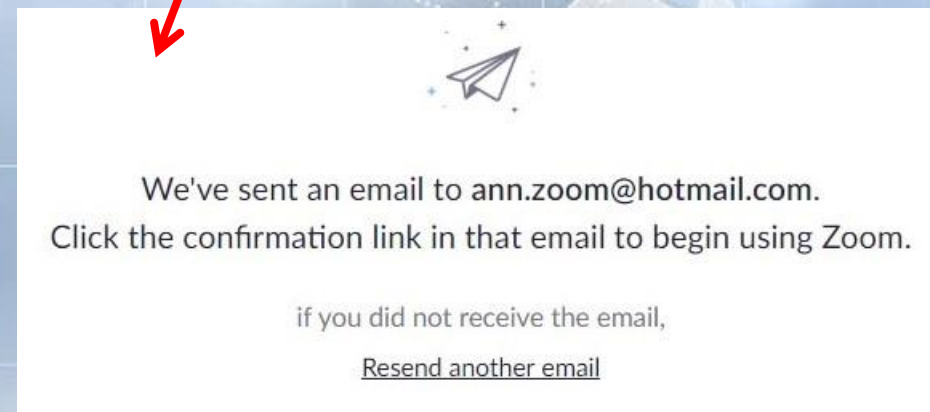 We've sent an email to ann.zoom@hotmail.com.
Click the confirmation link in that email to begin using Zoom.
if you did not receive the email,
Resend another email